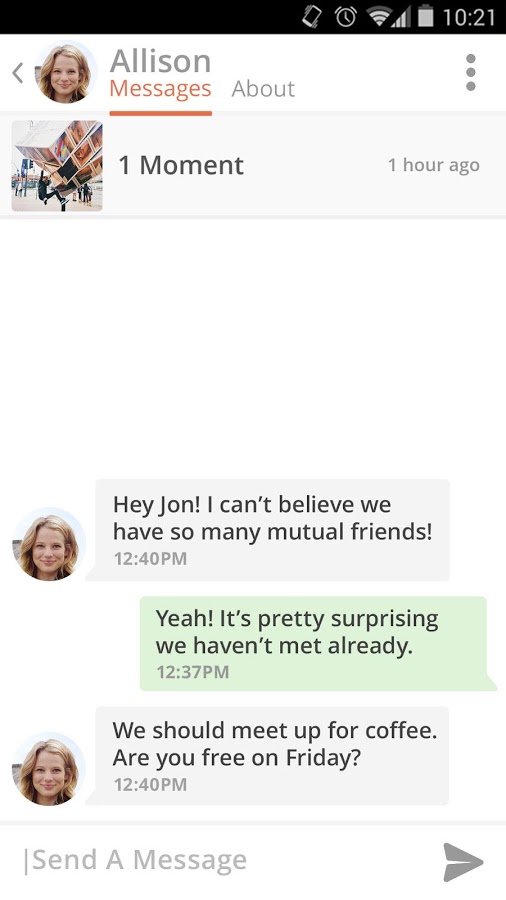 10:21
Allison
Messages About
1 Moment 1 hour ago
Hey Jon! I can't believe we
have so many mutual friends!
12:40PM
Yeah! It's pretty surprising
we haven't met already.
12:37PM
We should meet up for coffee.
Are you free on Friday?
12:40PM
Send A Message